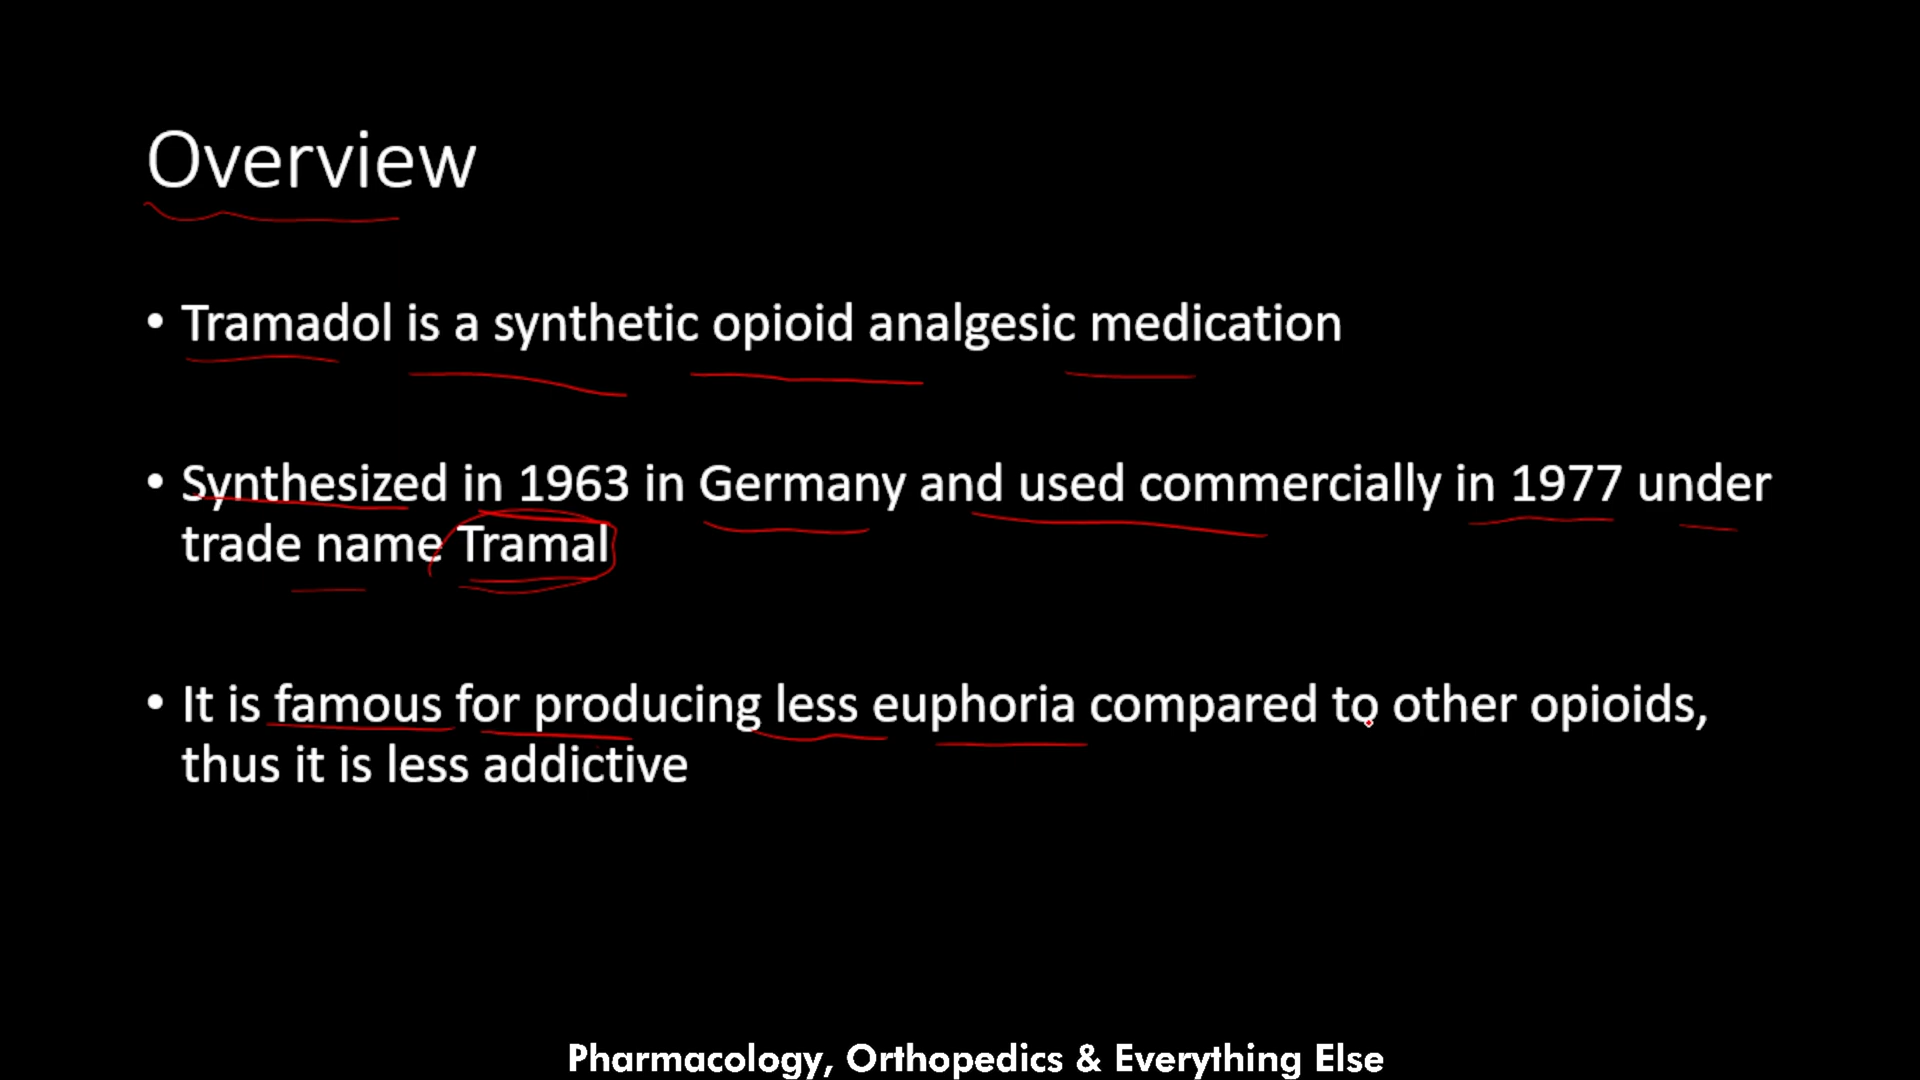 Overview
• Tramadol is a synthetic opioid analgesic medication
• Synthesized in 1963 in Germany and used commercially in 1977 under
trade name Tramal
• It is famous for producing less euphoria compared to other opioids,
thus it is less addictive
Pharmacology, Orthopedics & Everything Else